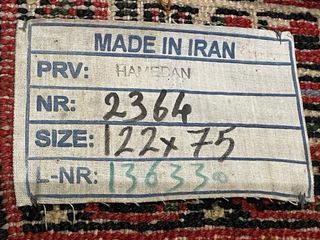 MADE IN IRAN
PRV: HAMEDAN
NR: 2364
SIZE: 122x75
L-NR: 136330